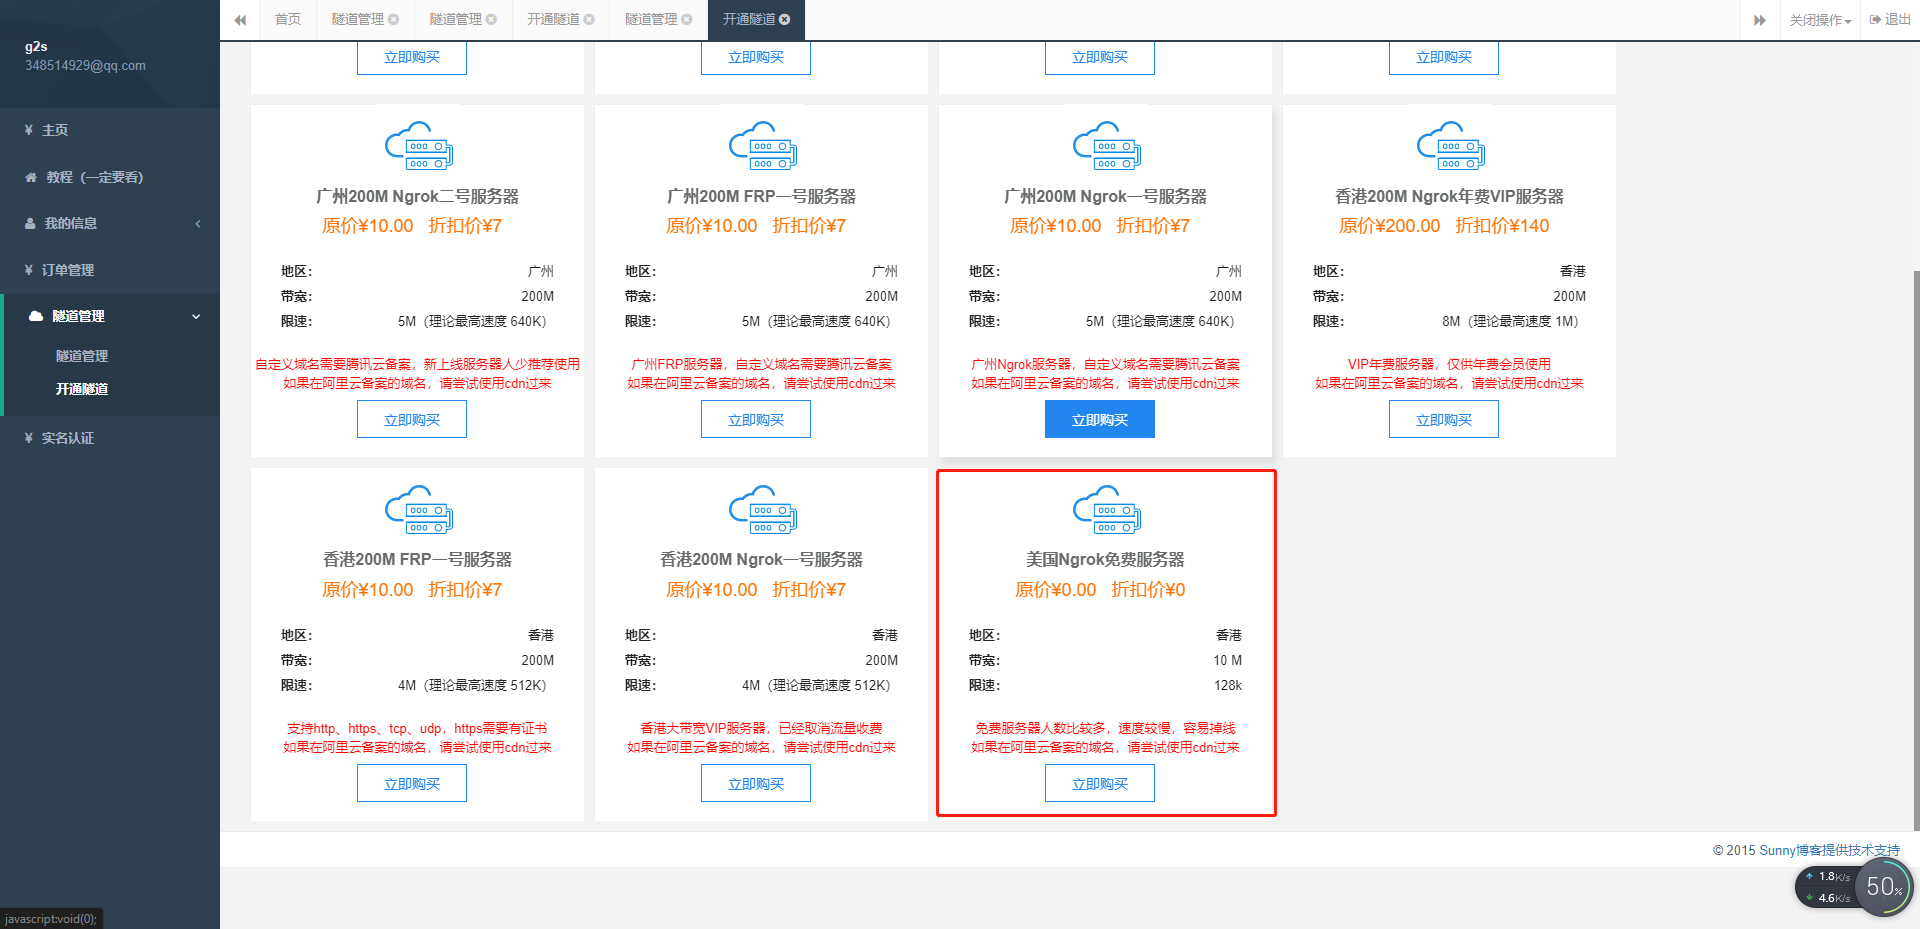 g2s
348514929@qq.com
主页
教程（一定要看）
我的信息
订单管理
隧道管理
隧道管理
开通隧道
实名认证
首页 隧道管理 隧道管理 开通隧道 隧道管理 开通隧道 关闭操作 退出
立即购买 立即购买 立即购买 立即购买
广州200M Ngrok二号服务器
原价¥10.00 折扣价¥7
地区： 广州
带宽： 200M
限速： 5M（理论最高速度 640K）
自定义域名需要腾讯云备案，新上线服务器人少推荐使用
如果在阿里云备案的域名，请尝试使用cdn过来
立即购买
广州200M FRP一号服务器
原价¥10.00 折扣价¥7
地区： 广州
带宽： 200M
限速： 5M（理论最高速度 640K）
广州FRP服务器，自定义域名需要腾讯云备案
如果在阿里云备案的域名，请尝试使用cdn过来
立即购买
广州200M Ngrok一号服务器
原价¥10.00 折扣价¥7
地区： 广州
带宽： 200M
限速： 5M（理论最高速度 640K）
广州Ngrok服务器，自定义域名需要腾讯云备案
如果在阿里云备案的域名，请尝试使用cdn过来
立即购买
香港200M Ngrok年费VIP服务器
原价¥200.00 折扣价¥140
地区： 香港
带宽： 200M
限速： 8M（理论最高速度 1M）
VIP年费服务器，仅供年费会员使用
如果在阿里云备案的域名，请尝试使用cdn过来
立即购买
香港200M FRP一号服务器
原价¥10.00 折扣价¥7
地区： 香港
带宽： 200M
限速： 4M（理论最高速度 512K）
支持http、https、tcp、udp，https需要有证书
如果在阿里云备案的域名，请尝试使用cdn过来
立即购买
香港200M Ngrok一号服务器
原价¥10.00 折扣价¥7
地区： 香港
带宽： 200M
限速： 4M（理论最高速度 512K）
香港大带宽VIP服务器，已经取消流量收费
如果在阿里云备案的域名，请尝试使用cdn过来
立即购买
美国Ngrok免费服务器
原价¥0.00 折扣价¥0
地区： 香港
带宽： 10 M
限速： 128k
免费服务器人数比较多，速度较慢，容易掉线
如果在阿里云备案的域名，请尝试使用cdn过来
立即购买
© 2015 Sunny博客提供技术支持
1.8K/s
4.6K/s
50%
javascript:void(0);